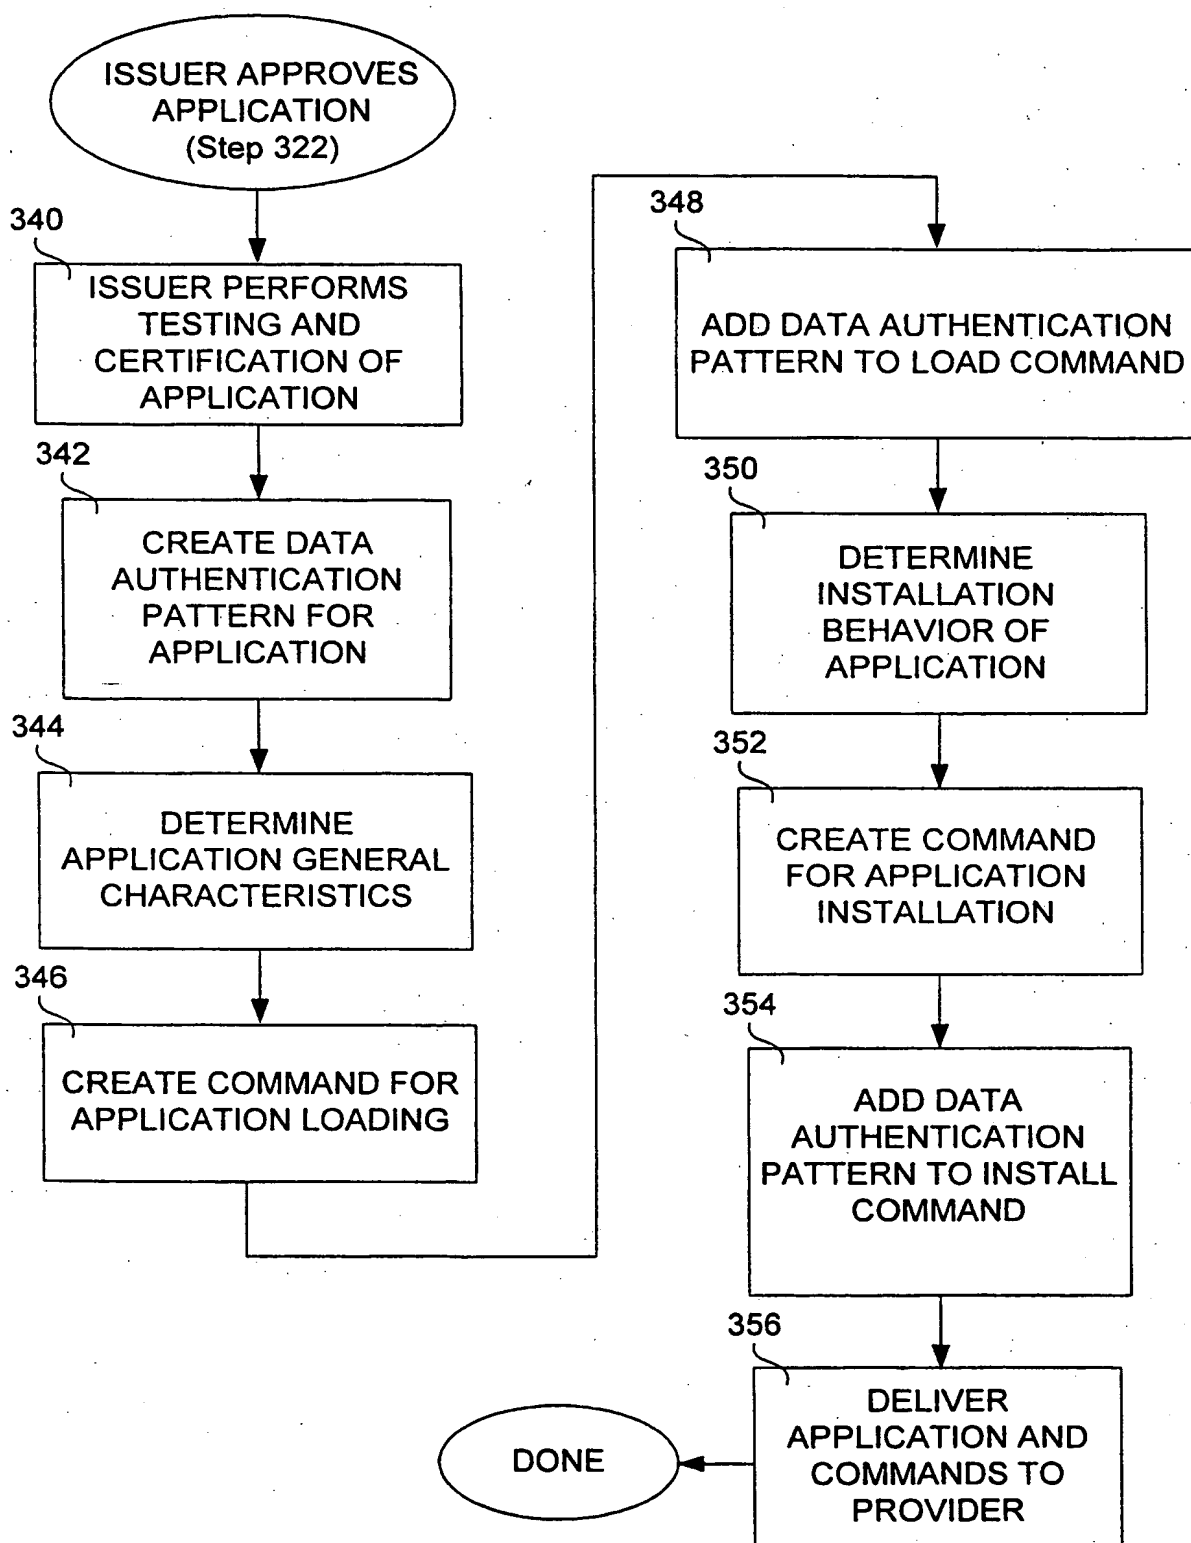 ISSUER APPROVES
APPLICATION
(Step 322)
340
ISSUER PERFORMS
TESTING AND
CERTIFICATION OF
APPLICATION
342
CREATE DATA
AUTHENTICATION
PATTERN FOR
APPLICATION
344
DETERMINE
APPLICATION GENERAL
CHARACTERISTICS
346
CREATE COMMAND FOR
APPLICATION LOADING
348
ADD DATA AUTHENTICATION
PATTERN TO LOAD COMMAND
350
DETERMINE
INSTALLATION
BEHAVIOR OF
APPLICATION
352
CREATE COMMAND
FOR APPLICATION
INSTALLATION
354
ADD DATA
AUTHENTICATION
PATTERN TO INSTALL
COMMAND
356
DELIVER
APPLICATION AND
COMMANDS TO
PROVIDER
DONE